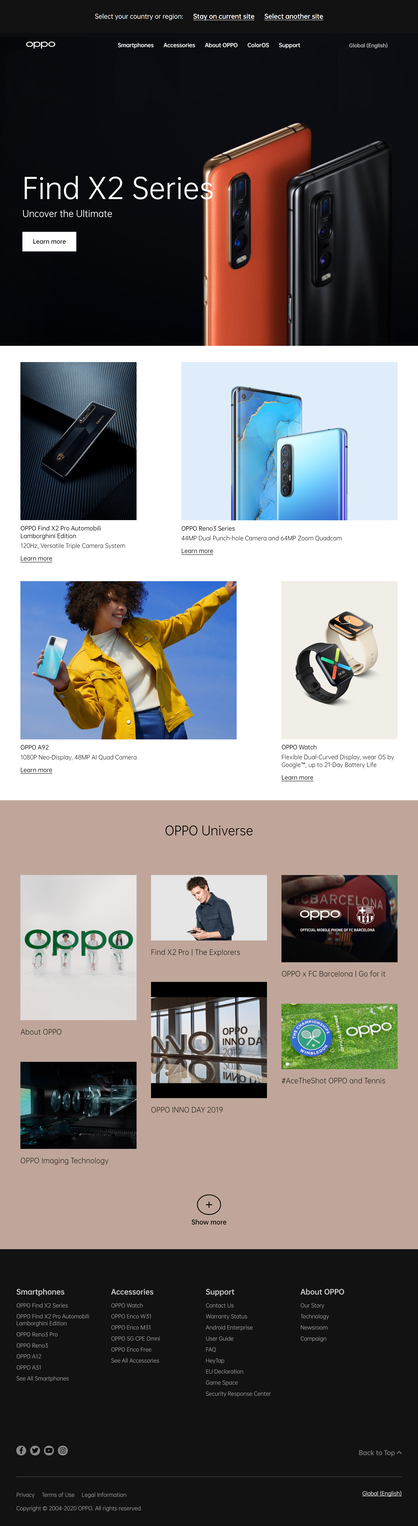 Select your country or region: Stay on current site Select another site
oppo Smartphones Accessories About OPPO ColorOS Support Global (English)
Find X2 Series
Uncover the Ultimate
Learn more
OPPO Find X2 Pro Automobili
Lamborghini Edition
120Hz, Versatile Triple Camera System
Learn more
OPPO Reno3 Series
44MP Dual Punch-hole Camera and 64MP Zoom Quadcam
Learn more
OPPO A92
1080P Neo-Display, 48MP AI Quad Camera
Learn more
OPPO Watch
Flexible Dual-Curved Display, wear OS by
Google™, up to 21-Day Battery Life
Learn more
OPPO Universe
oppo
About OPPO
OPPO Imaging Technology
Find X2 Pro | The Explorers
INNO
OPPO
INNO DA
2019
OPPO INNO DAY 2019
FCBARCELONA
oppo
OFFICIAL MOBILE PHONE OF FC BARCELONA
OPPO x FC Barcelona | Go for it
THE CHAMPIONSHIPS
WIMBLEDON
oppo
#AceTheShot OPPO and Tennis
Show more
Smartphones
OPPO Find X2 Series
OPPO Find X2 Pro Automobili
Lamborghini Edition
OPPO Reno3 Pro
OPPO Reno3
OPPO A12
OPPO A31
See All Smartphones
Accessories
OPPO Watch
OPPO Enco W31
OPPO Enco M31
OPPO 5G CPE Omni
OPPO Enco Free
See All Accessories
Support
Contact Us
Warranty Status
Android Enterprise
User Guide
FAQ
HeyTap
EU Declaration
Game Space
Security Response Center
About OPPO
Our Story
Technology
Newsroom
Campaign
Back to Top
Privacy Terms of Use Legal Information Global (English)
Copyright © 2004-2020 OPPO. All rights reserved.